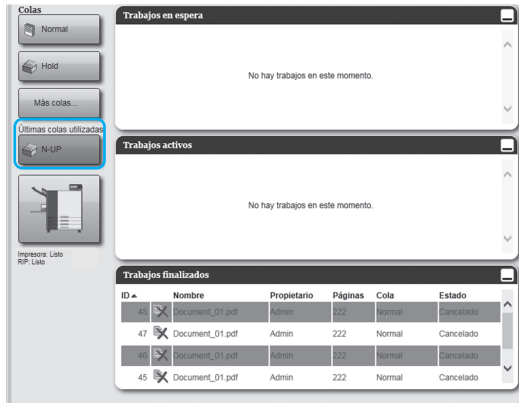 Colas
Normal
Hold
Más colas...
Últimas colas utilizadas
N-UP
Impresora: Listo
RIP: Listo
Trabajos en espera
No hay trabajos en este momento.
Trabajos activos
No hay trabajos en este momento.
Trabajos finalizados
ID Nombre Propietario Páginas Cola Estado
48 Document_01.pdf Admin 222 Normal Cancelado
47 Document_01.pdf Admin 222 Normal Cancelado
46 Document_01.pdf Admin 222 Normal Cancelado
45 Document_01.pdf Admin 222 Normal Cancelado